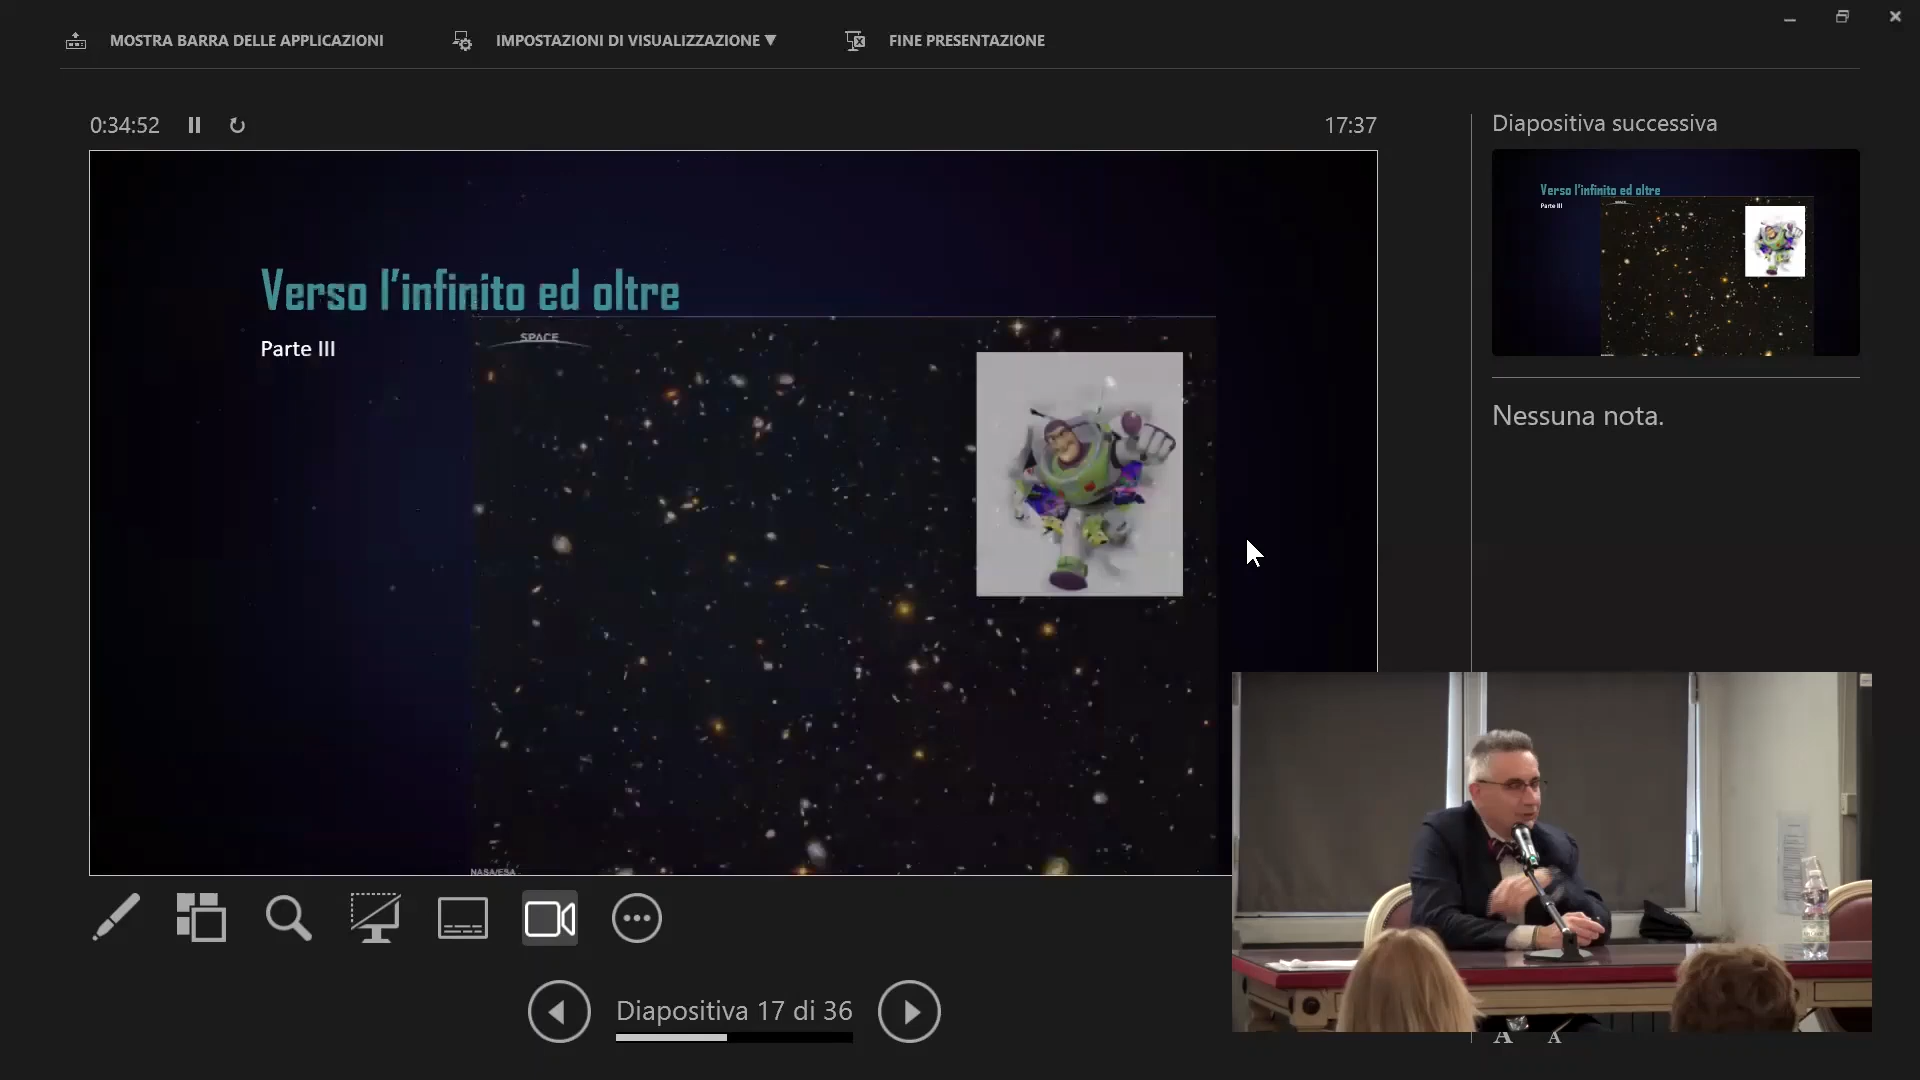 MOSTRA BARRA DELLE APPLICAZIONI
IMPOSTAZIONI DI VISUALIZZAZIONE ▼
FINE PRESENTAZIONE
0:34:52
17:37
Verso l'infinito ed oltre
Parte III
SPACE
NASA/ESA
Diapositiva 17 di 36
Diapositiva successiva
Verso l'infinito ed oltre
Parte III
SPACE
Nessuna nota.
A A